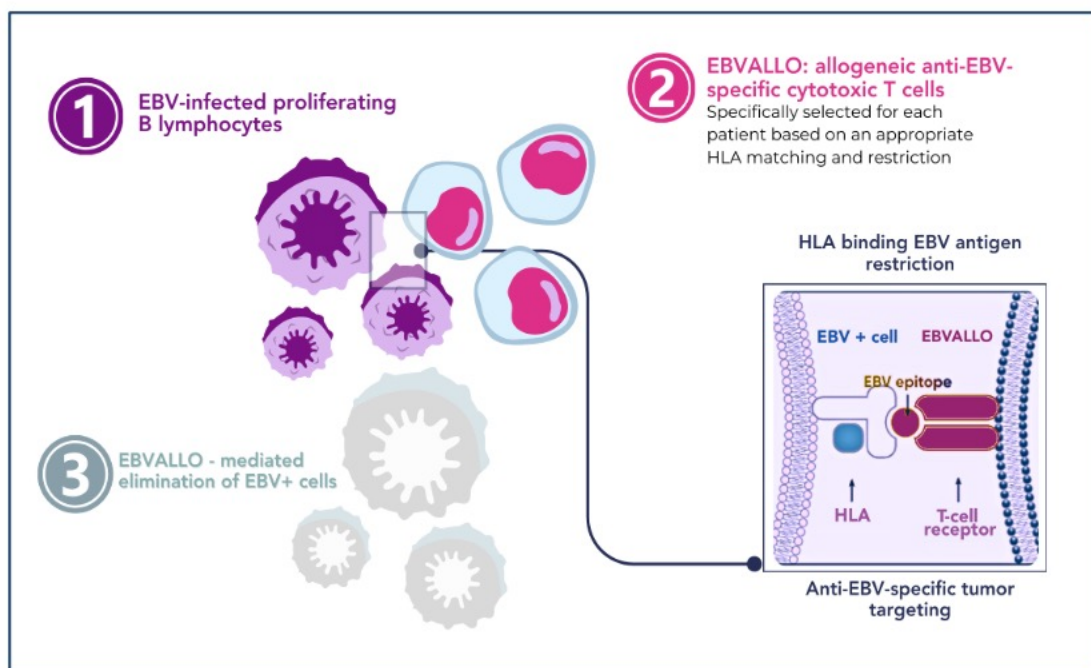 1
EBV-infected proliferating
B lymphocytes
2
EBVALLO: allogeneic anti-EBV-
specific cytotoxic T cells
Specifically selected for each
patient based on an appropriate
HLA matching and restriction
HLA binding EBV antigen
restriction
EBV + cell
EBVALLO
EBV epitope
HLA
T-cell
receptor
Anti-EBV-specific tumor
targeting
3
EBVALLO - mediated
elimination of EBV+ cells